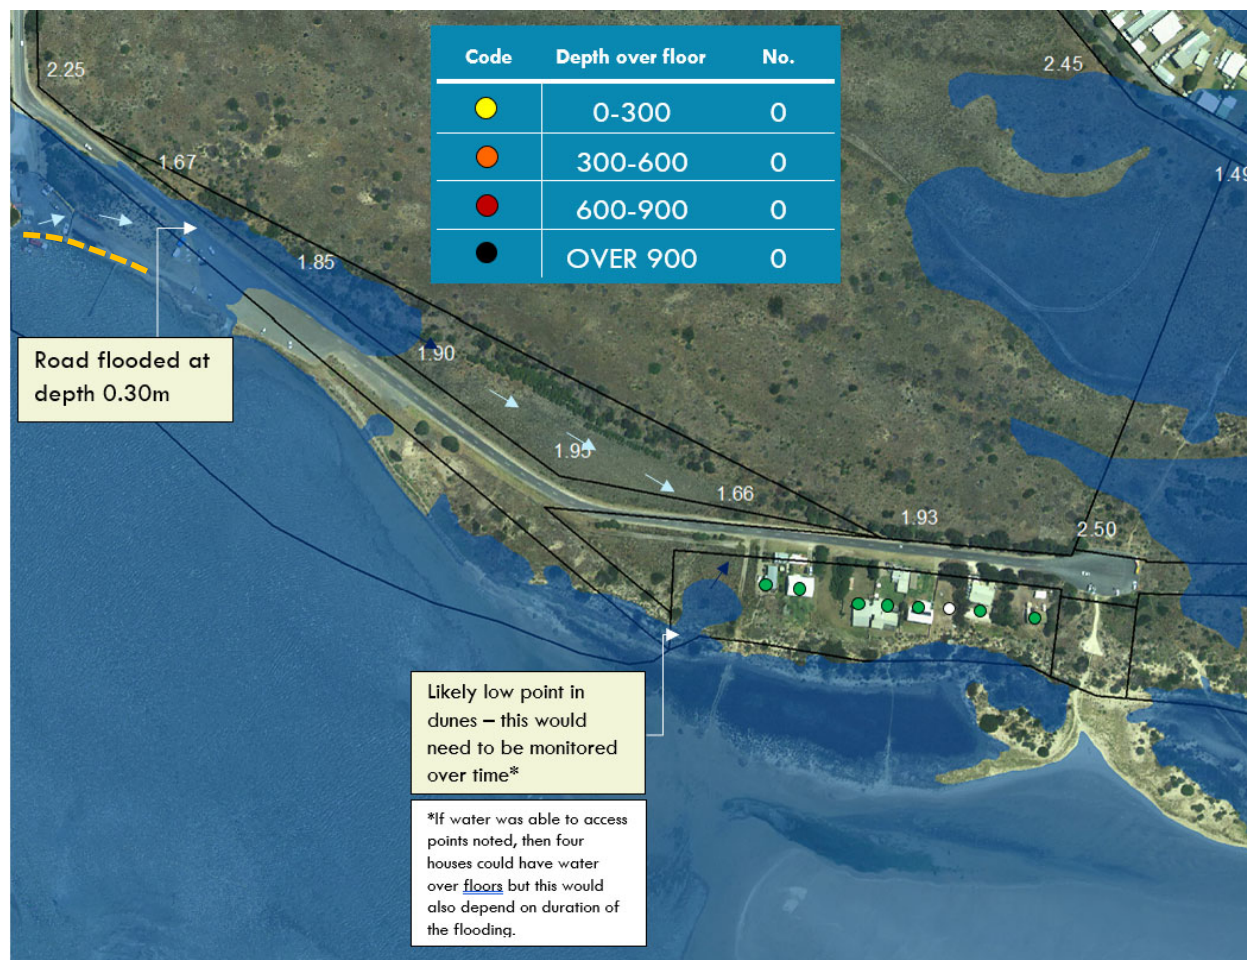 Code Depth over floor No.
0-300 0
300-600 0
600-900 0
OVER 900 0
2.25
2.45
1.67
1.49
1.85
1.90
1.95
1.66
1.93
2.50
Road flooded at
depth 0.30m
Likely low point in
dunes – this would
need to be monitored
over time*
*If water was able to access
points noted, then four
houses could have water
over floors but this would
also depend on duration of
the flooding.